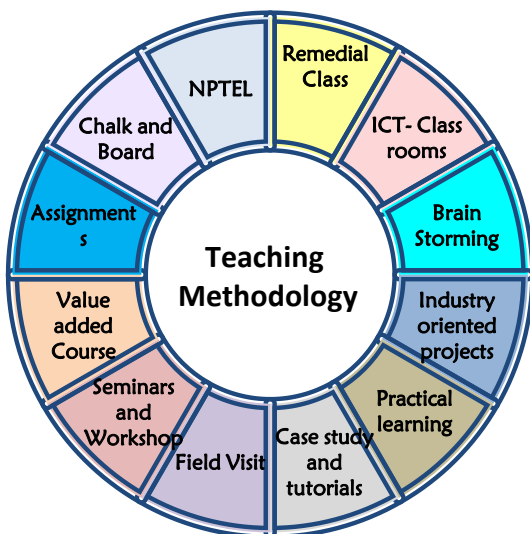 Remedial
Class
ICT- Class
rooms
Brain
Storming
Industry
oriented
projects
Practical
learning
Case study
and
tutorials
Field Visit
Seminars
and
Workshop
Value
added
Course
Assignment
s
Chalk and
Board
NPTEL
Teaching
Methodology